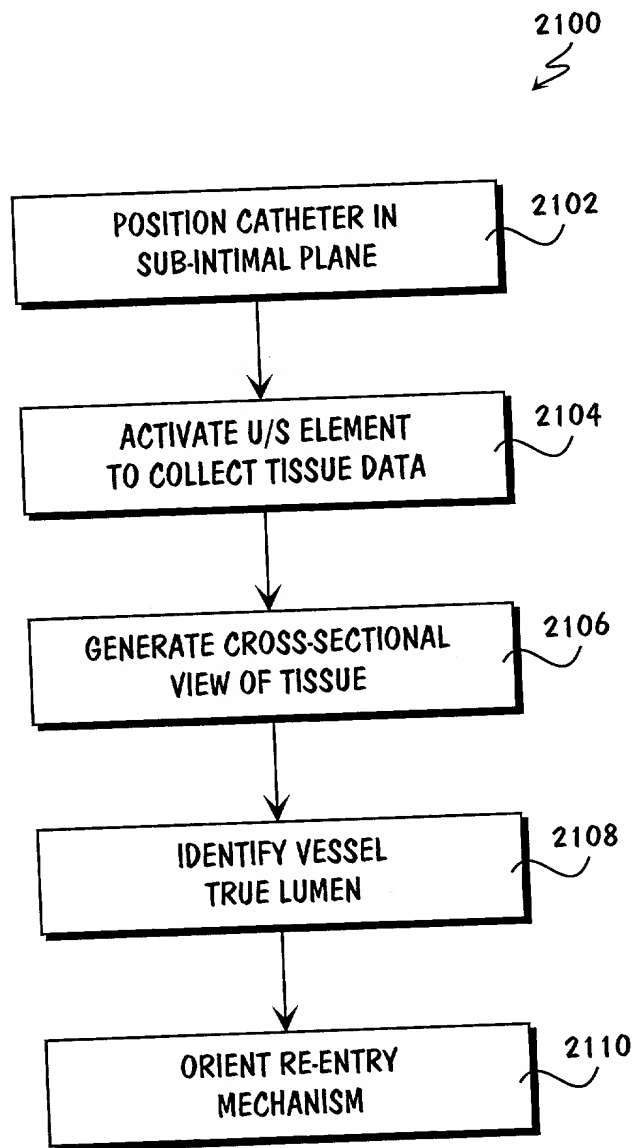 2100
POSITION CATHETER IN
SUB-INTIMAL PLANE
2102
ACTIVATE U/S ELEMENT
TO COLLECT TISSUE DATA
2104
GENERATE CROSS-SECTIONAL
VIEW OF TISSUE
2106
IDENTIFY VESSEL
TRUE LUMEN
2108
ORIENT RE-ENTRY
MECHANISM
2110